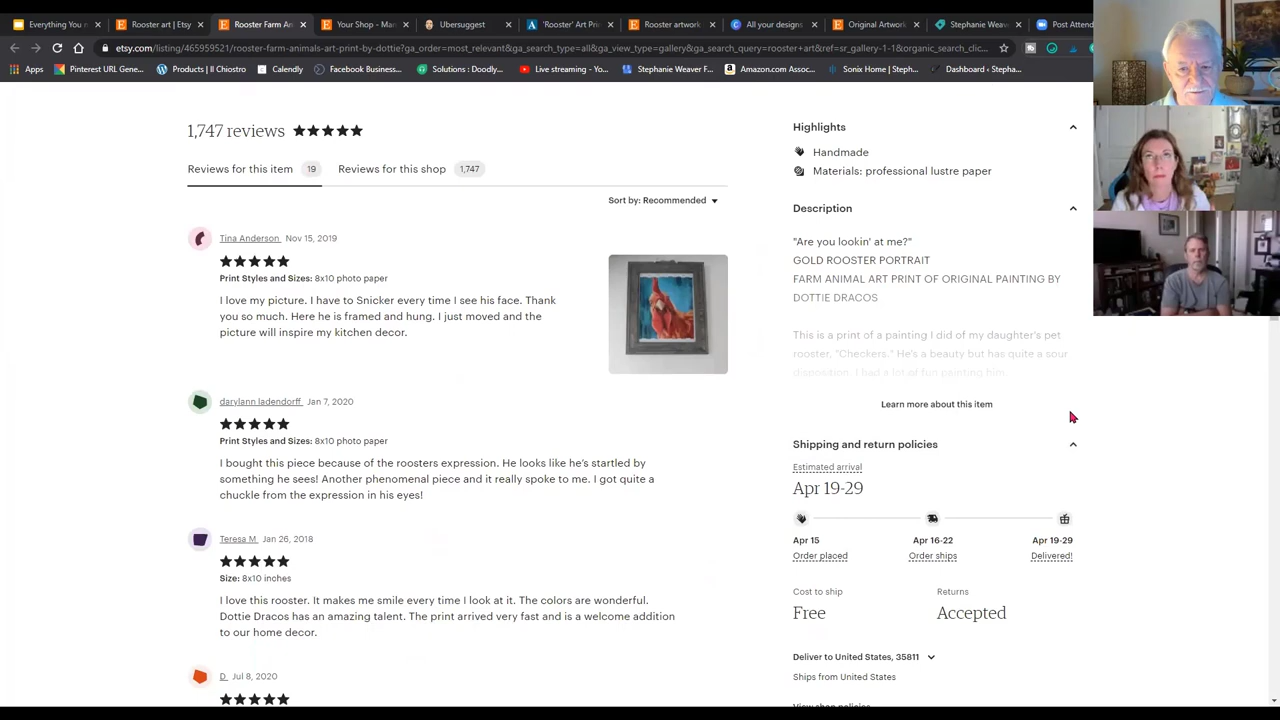 Everything You n
Rooster art | Etsy
Rooster Farm An
Your Shop - Man
Ubersuggest
'Rooster' Art Prin
Rooster artwork
All your designs
Original Artwork
Stephanie Weav
Post Attend
etsy.com/listing/465959521/rooster-farm-animals-art-print-by-dottie?ga_order=most_relevant&ga_search_type=all&ga_view_type=gallery&ga_search_query=rooster+art&ref=sr_gallery-1-1&organic_search_clic...
Apps
Pinterest URL Gene...
Products | Il Chiostro
Calendly
Facebook Business...
Solutions : Doodly...
Live streaming - Yo...
Stephanie Weaver F...
Amazon.com Assoc...
Sonix Home | Steph...
Dashboard ‹ Stepha...
1,747 reviews
Reviews for this item 19
Reviews for this shop 1,747
Sort by: Recommended
Tina Anderson Nov 15, 2019
Print Styles and Sizes: 8x10 photo paper
I love my picture. I have to Snicker every time I see his face. Thank
you so much. Here he is framed and hung. I just moved and the
picture will inspire my kitchen decor.
darylann ladendorff Jan 7, 2020
Print Styles and Sizes: 8x10 photo paper
I bought this piece because of the roosters expression. He looks like he's startled by
something he sees! Another phenomenal piece and it really spoke to me. I got quite a
chuckle from the expression in his eyes!
Teresa M. Jan 26, 2018
Size: 8x10 inches
I love this rooster. It makes me smile every time I look at it. The colors are wonderful.
Dottie Dracos has an amazing talent. The print arrived very fast and is a welcome addition
to our home decor.
D. Jul 8, 2020
Highlights
Handmade
Materials: professional lustre paper
Description
"Are you lookin' at me?"
GOLD ROOSTER PORTRAIT
FARM ANIMAL ART PRINT OF ORIGINAL PAINTING BY
DOTTIE DRACOS
This is a print of a painting I did of my daughter's pet
rooster, "Checkers." He's a beauty but has quite a sour
disposition. I had a lot of fun painting him.
Learn more about this item
Shipping and return policies
Estimated arrival
Apr 19-29
Apr 15
Apr 16-22
Apr 19-29
Order placed
Order ships
Delivered!
Cost to ship
Returns
Free
Accepted
Deliver to United States, 35811
Ships from United States
View shop policies